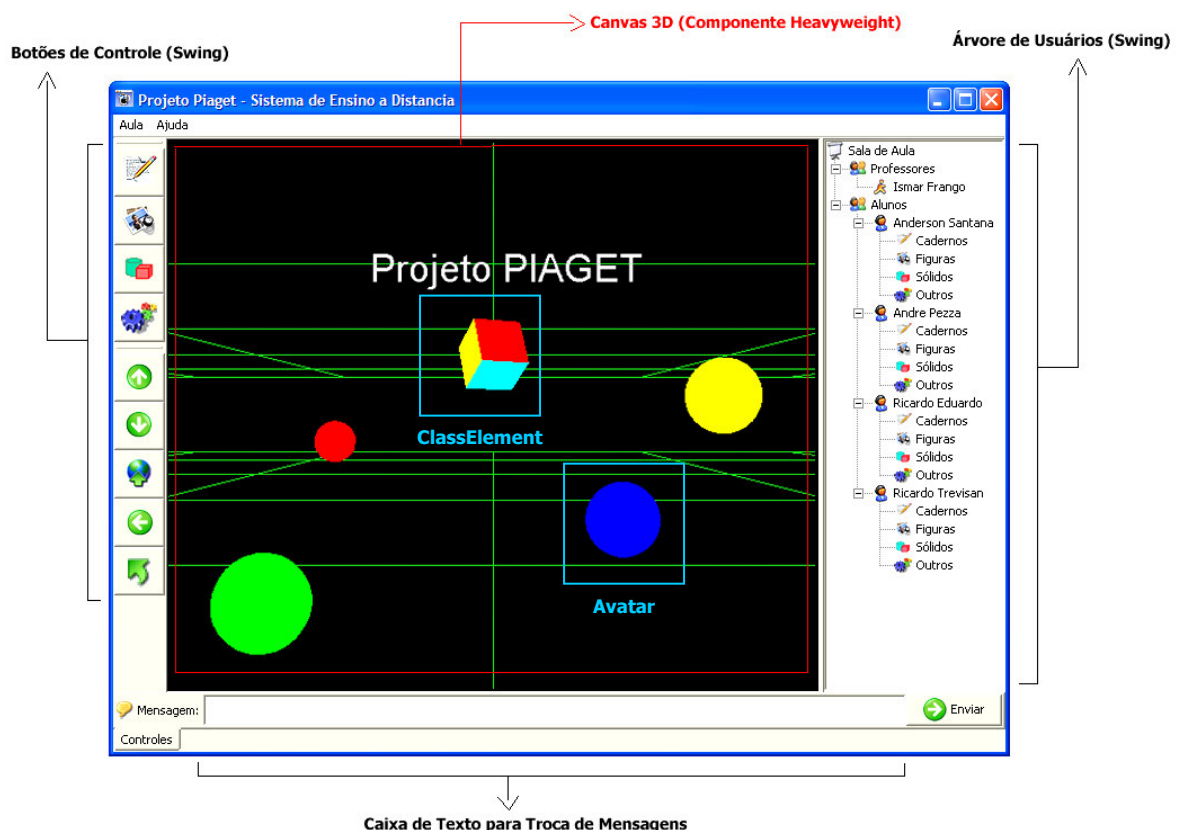 Canvas 3D (Componente Heavyweight)
Botões de Controle (Swing)
Árvore de Usuários (Swing)
Projeto Piaget - Sistema de Ensino a Distancia
Aula Ajuda
Projeto PIAGET
ClassElement
Avatar
Sala de Aula
Professores
Ismar Frango
Alunos
Anderson Santana
Cadernos
Figuras
Sólidos
Outros
Andre Pezza
Cadernos
Figuras
Sólidos
Outros
Ricardo Eduardo
Cadernos
Figuras
Sólidos
Outros
Ricardo Trevisan
Cadernos
Figuras
Sólidos
Outros
Mensagem:
Enviar
Controles
Caixa de Texto para Troca de Mensagens